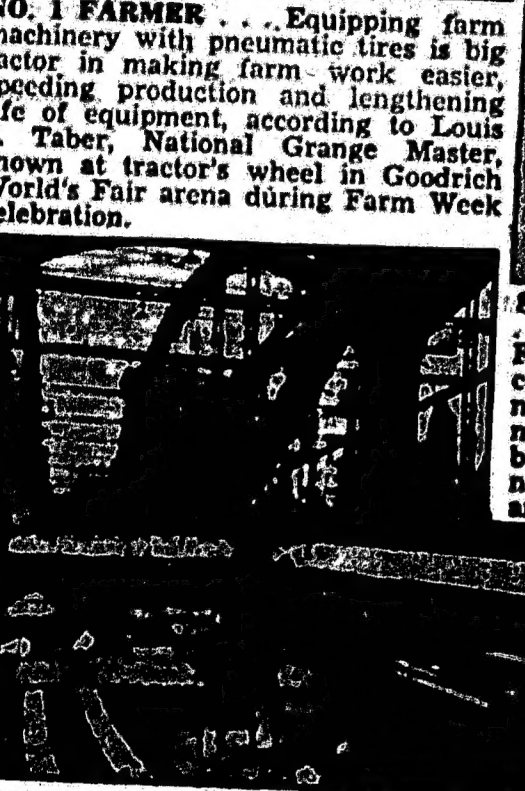 NO. 1 FARMER . . . . Equipping farm
machinery with pneumatic tires is big
actor in making farm work easier,
peeding production and lengthening
ife of equipment, according to Louis
. Taber, National Grange Master,
hown at tractor's wheel in Goodrich
World's Fair arena during Farm Week
elebration.